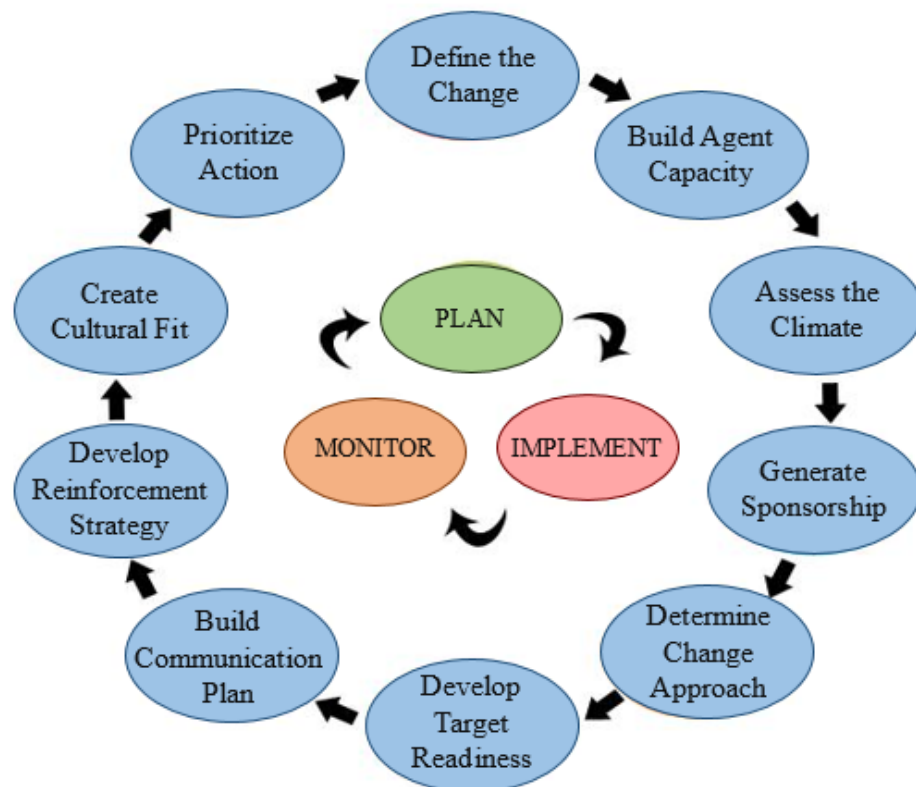 Define the
Change
Build Agent
Capacity
Assess the
Climate
Generate
Sponsorship
Determine
Change
Approach
Develop
Target
Readiness
Build
Communication
Plan
Develop
Reinforcement
Strategy
Create
Cultural Fit
Prioritize
Action
PLAN
IMPLEMENT
MONITOR